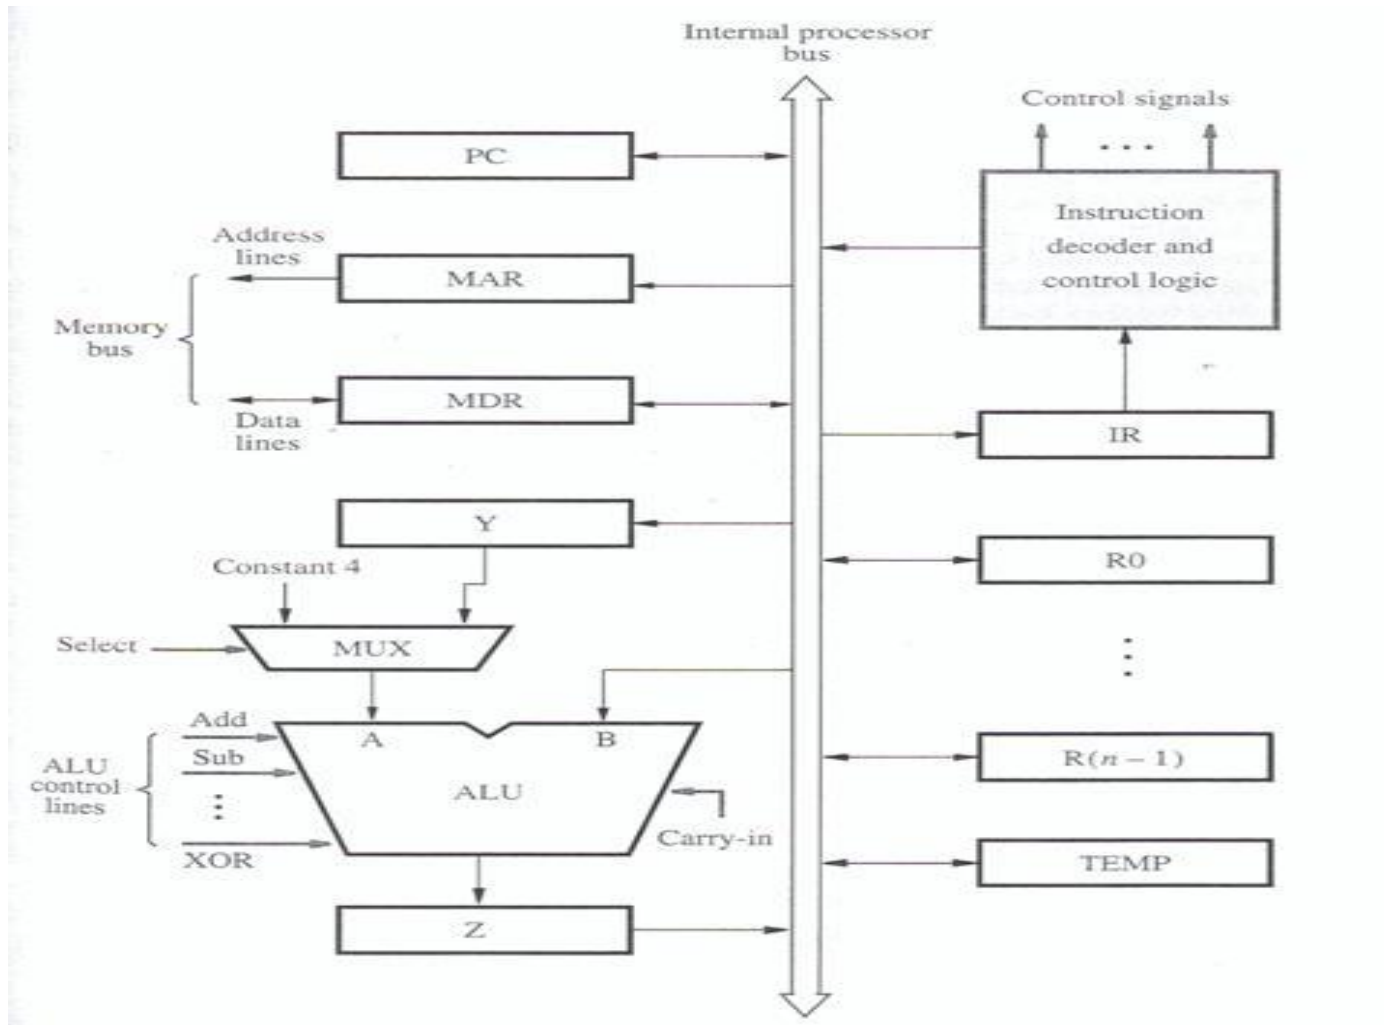 Internal processor
bus
Control signals
...
PC
Instruction
decoder and
control logic
Address
lines
MAR
Memory
bus
MDR
Data
lines
IR
Y
Constant 4
R0
Select
MUX
Add
A
B
R(n − 1)
Sub
ALU
control
lines
ALU
Carry-in
XOR
TEMP
Z